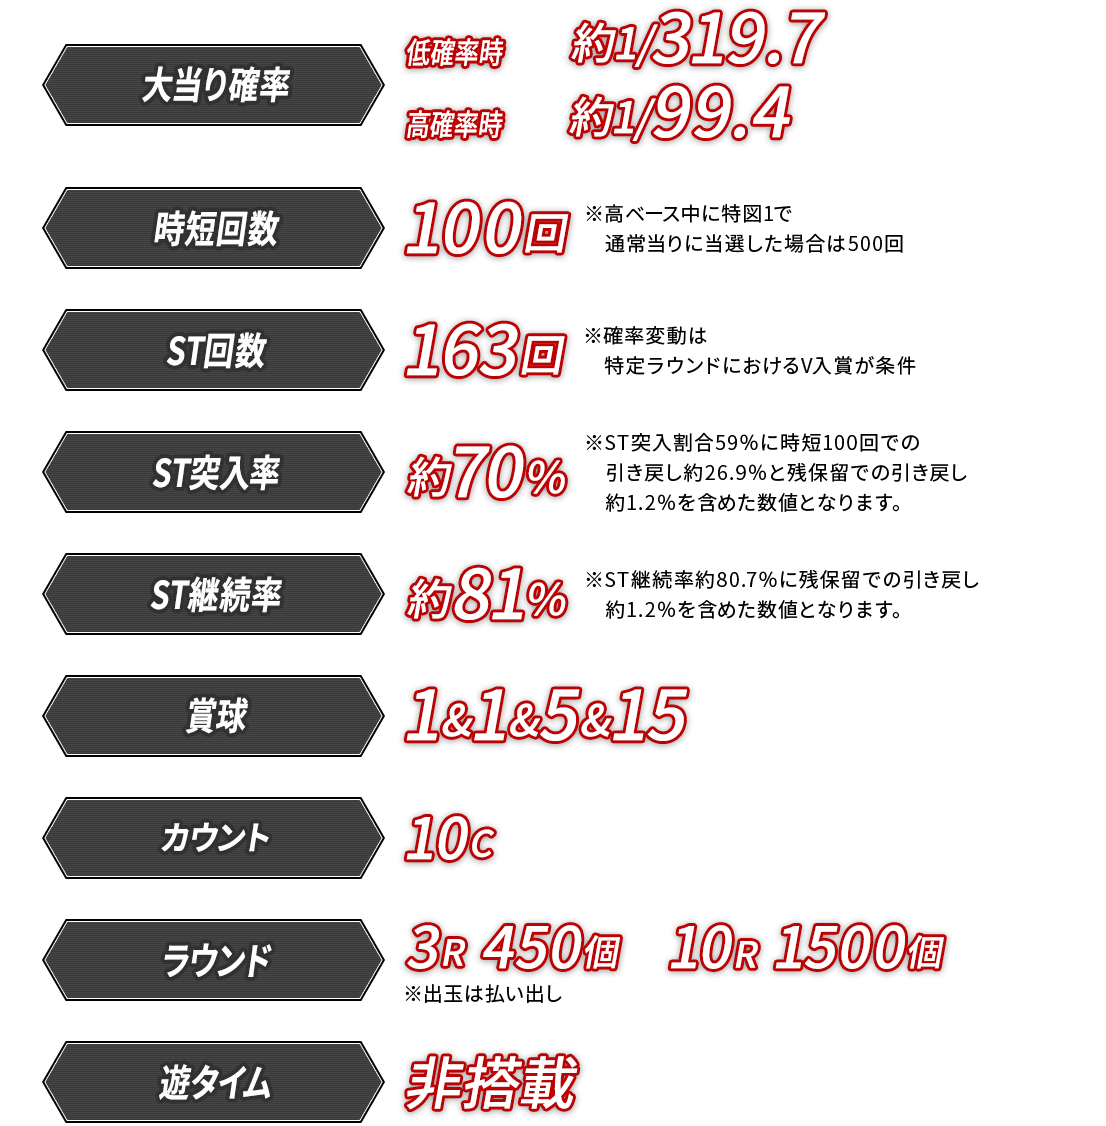 大当り確率
低確率時 約1/319.7
高確率時 約1/99.4
時短回数
100回
※高ベース中に特図1で
通常当りに当選した場合は500回
ST回数
163回
※確率変動は
特定ラウンドにおけるV入賞が条件
ST突入率
約70%
※ST突入割合59%に時短100回での
引き戻し約26.9%と残保留での引き戻し
約1.2%を含めた数値となります。
ST継続率
約81%
※ST継続率約80.7%に残保留での引き戻し
約1.2%を含めた数値となります。
賞球
1&1&5&15
カウント
10C
ラウンド
3R 450個 10R 1500個
※出玉は払い出し
遊タイム
非搭載